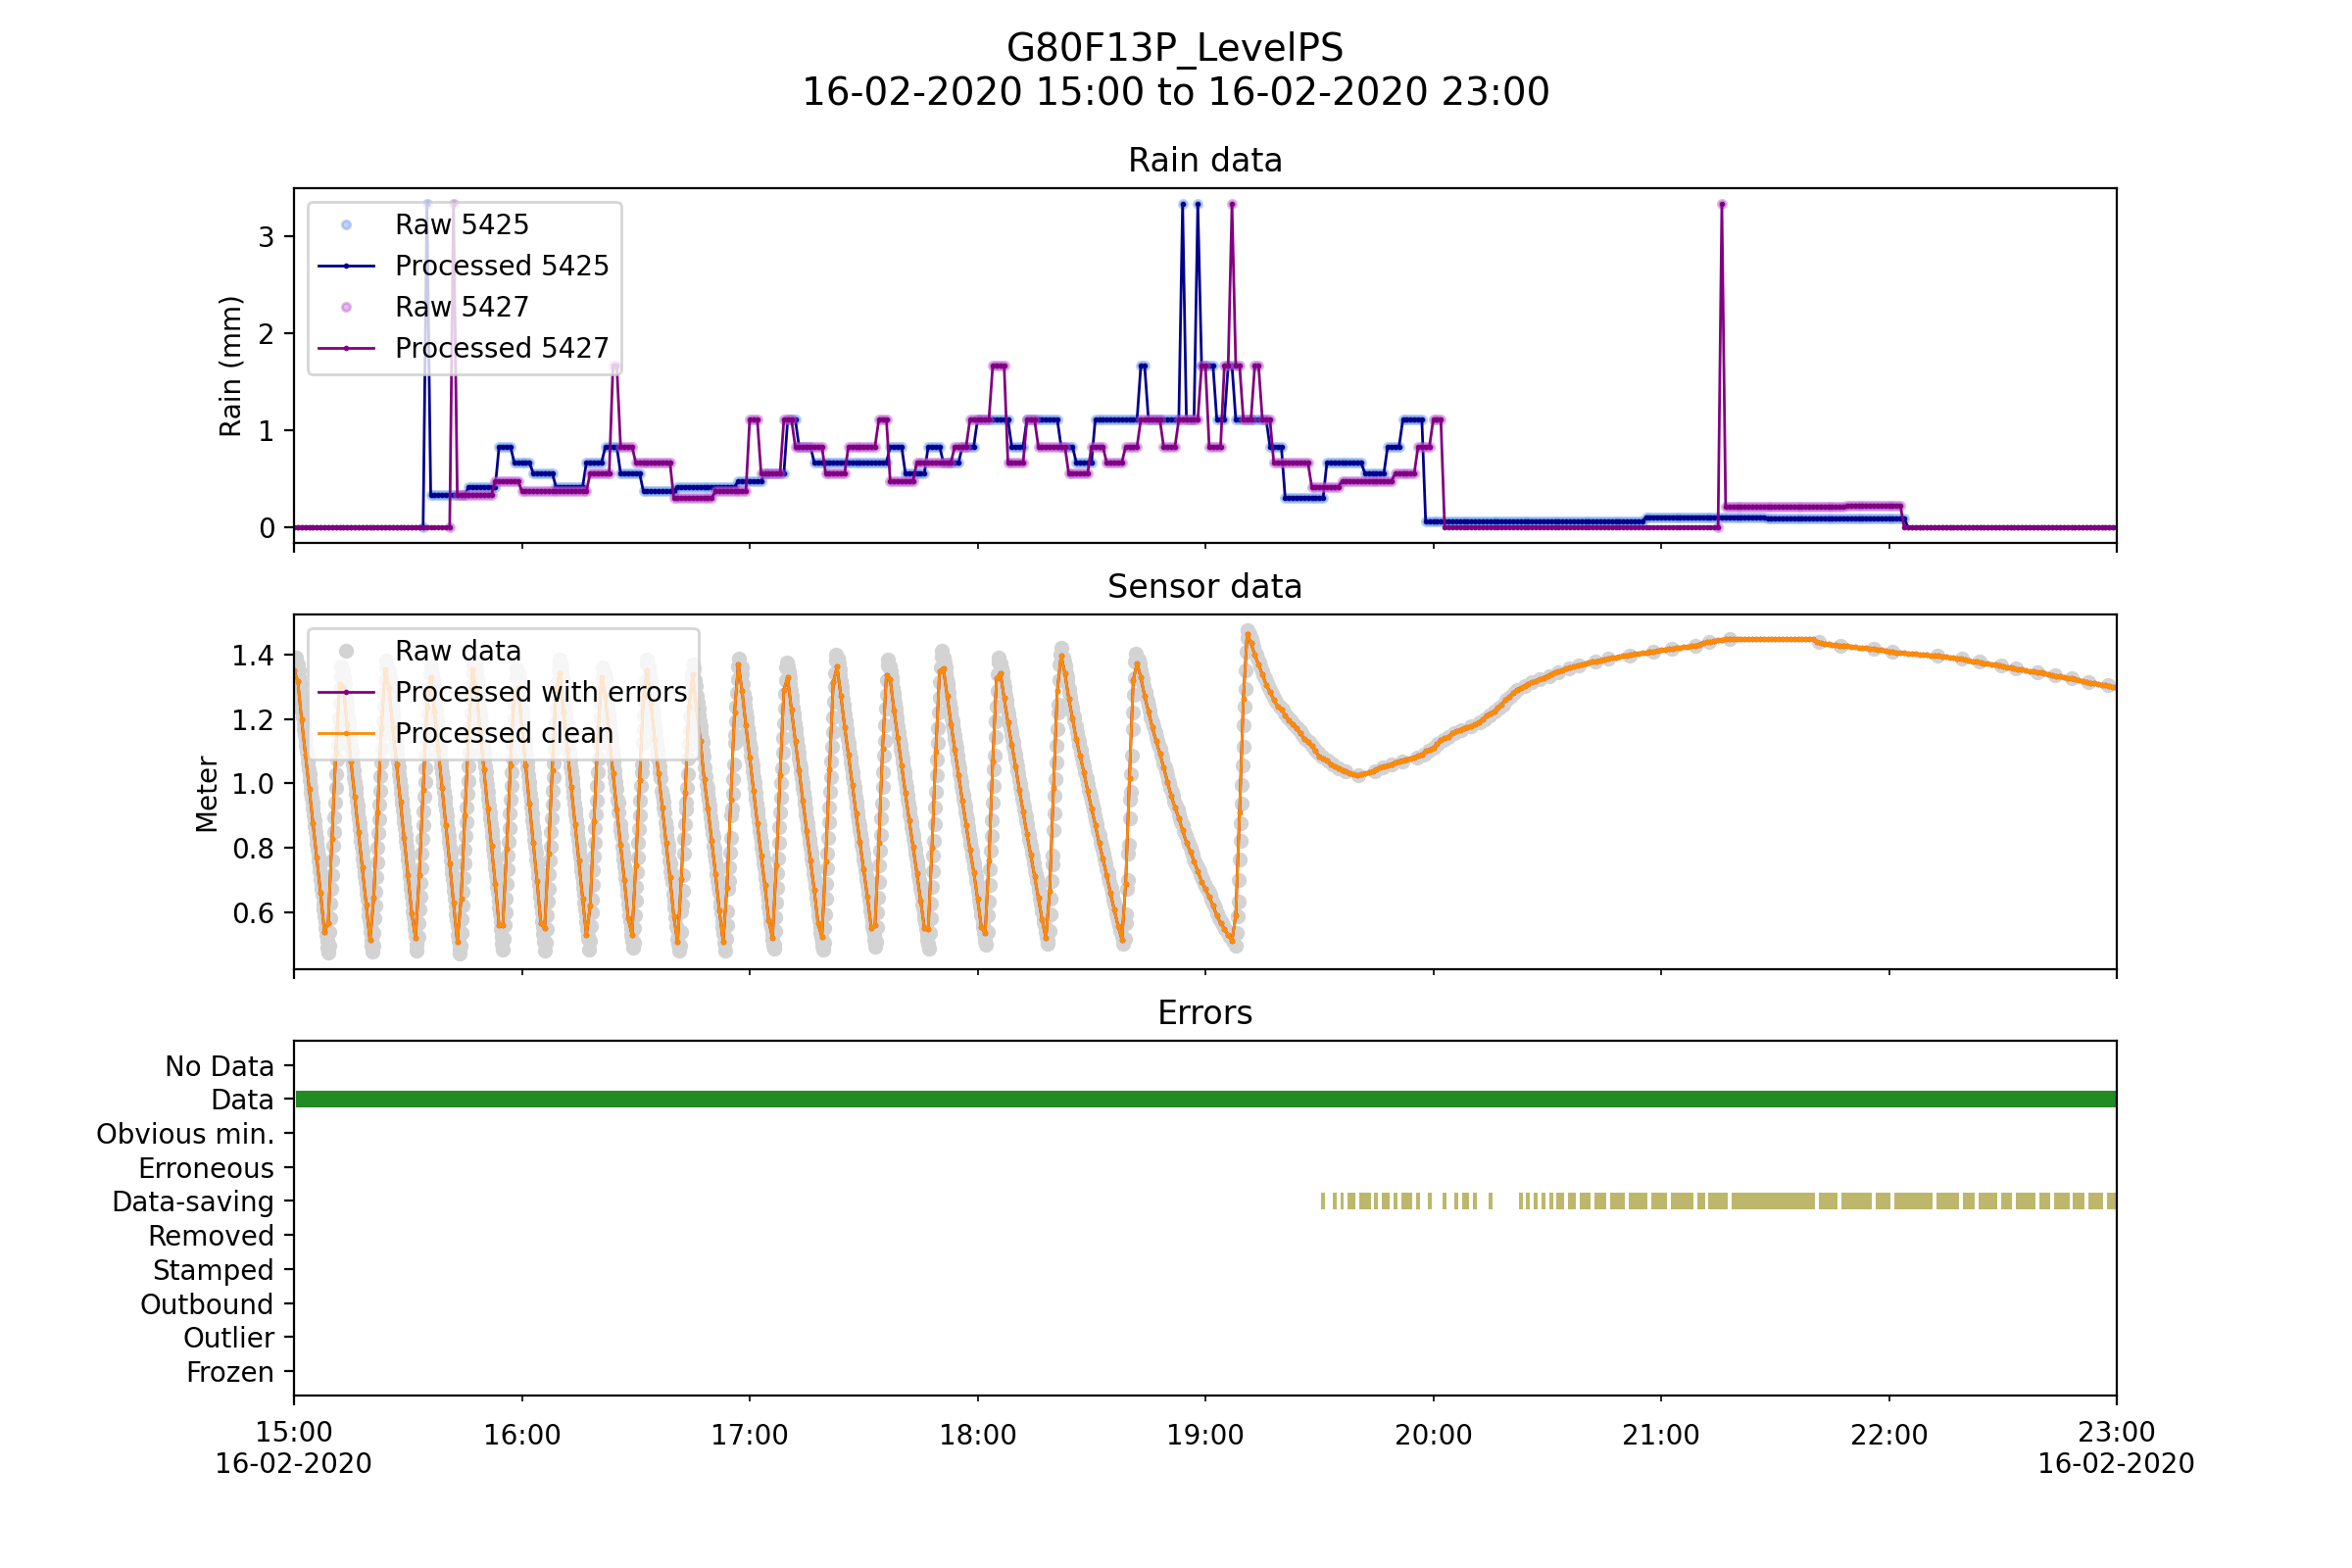 G80F13P_LevelPS
16-02-2020 15:00 to 16-02-2020 23:00
Rain data
Rain (mm)
3
2
1
0
Raw 5425
Processed 5425
Raw 5427
Processed 5427
Sensor data
Meter
1.4
1.2
1.0
0.8
0.6
Raw data
Processed with errors
Processed clean
Errors
No Data
Data
Obvious min.
Erroneous
Data-saving
Removed
Stamped
Outbound
Outlier
Frozen
15:00 16:00 17:00 18:00 19:00 20:00 21:00 22:00 23:00
16-02-2020 16-02-2020